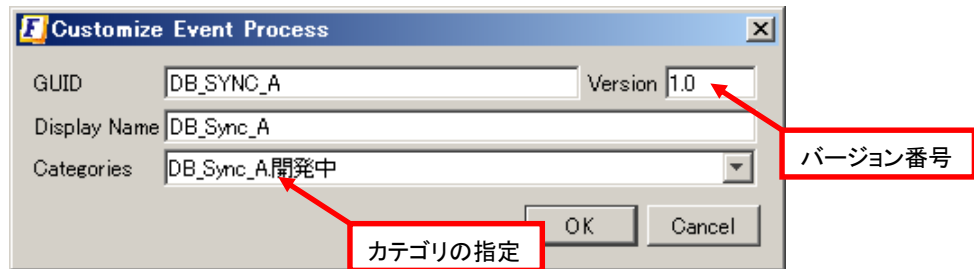 Customize Event Process
GUID DB_SYNC_A Version 1.0
Display Name DB_Sync_A
Categories DB_Sync_A.開発中
バージョン番号
OK Cancel
カテゴリの指定